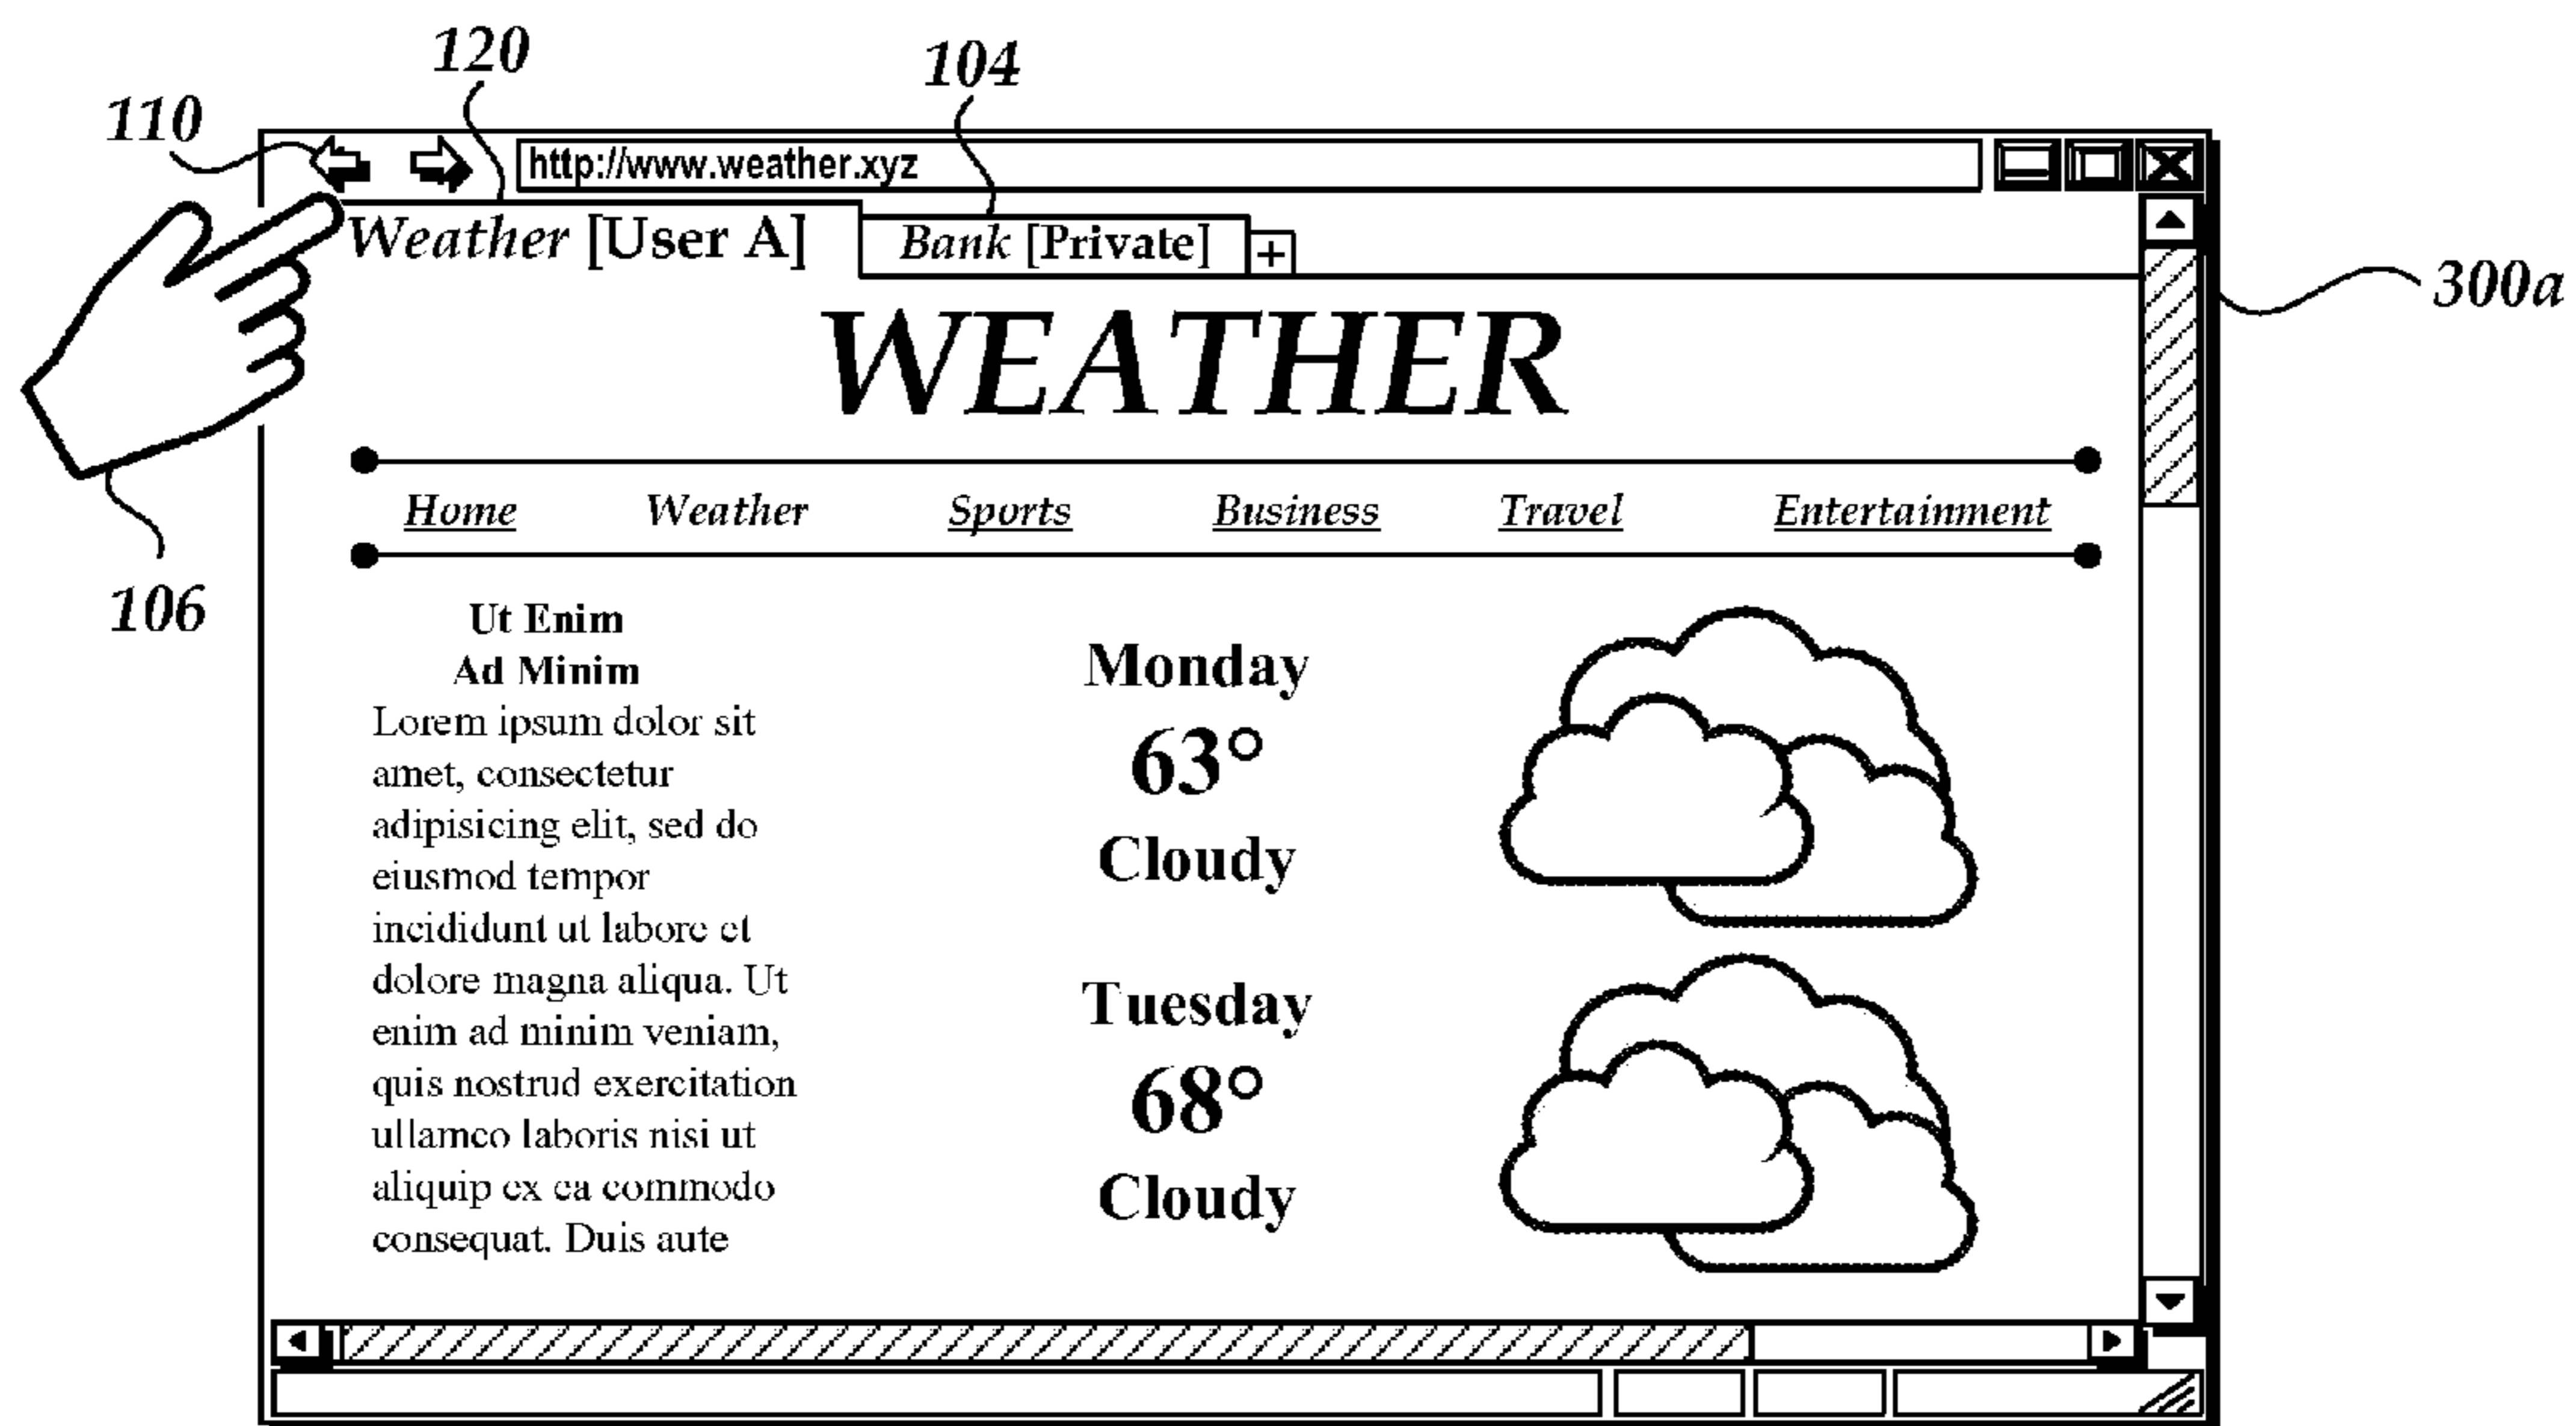 120
104
110
http://www.weather.xyz
Weather [User A]
Bank [Private]
+
300a
WEATHER
Home Weather Sports Business Travel Entertainment
106
Ut Enim
Ad Minim
Lorem ipsum dolor sit
amet, consectetur
adipisicing elit, sed do
eiusmod tempor
incididunt ut labore et
dolore magna aliqua. Ut
enim ad minim veniam,
quis nostrud exercitation
ullamco laboris nisi ut
aliquip ex ea commodo
consequat. Duis aute
Monday
63°
Cloudy
Tuesday
68°
Cloudy